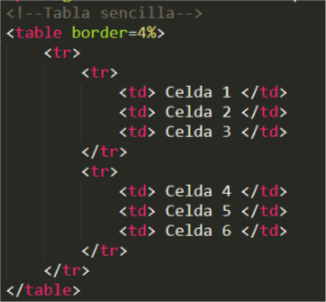 <!--Tabla sencilla-->
<table border=4%>
<tr>
<tr>
<td> Celda 1 </td>
<td> Celda 2 </td>
<td> Celda 3 </td>
</tr>
<tr>
<td> Celda 4 </td>
<td> Celda 5 </td>
<td> Celda 6 </td>
</tr>
</tr>
</table>